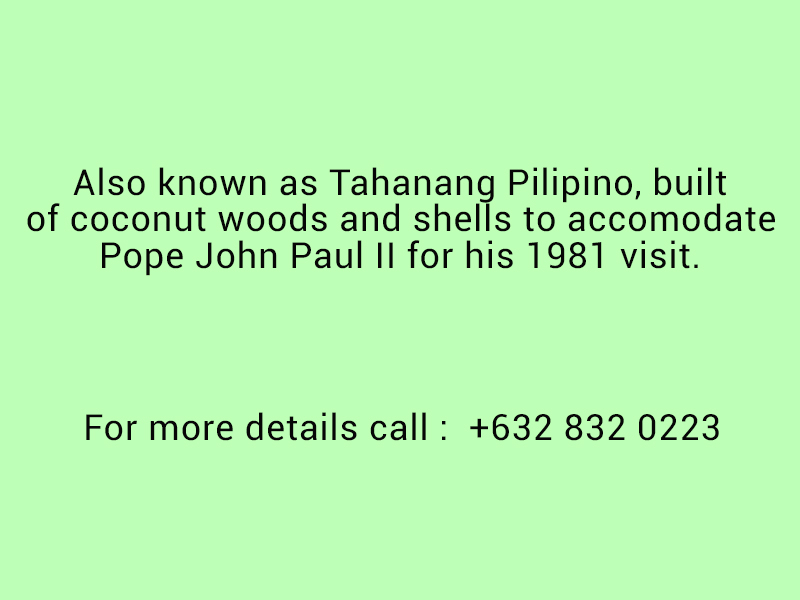 Also known as Tahanang Pilipino, built
of coconut woods and shells to accomodate
Pope John Paul II for his 1981 visit.
For more details call :  +632 832 0223